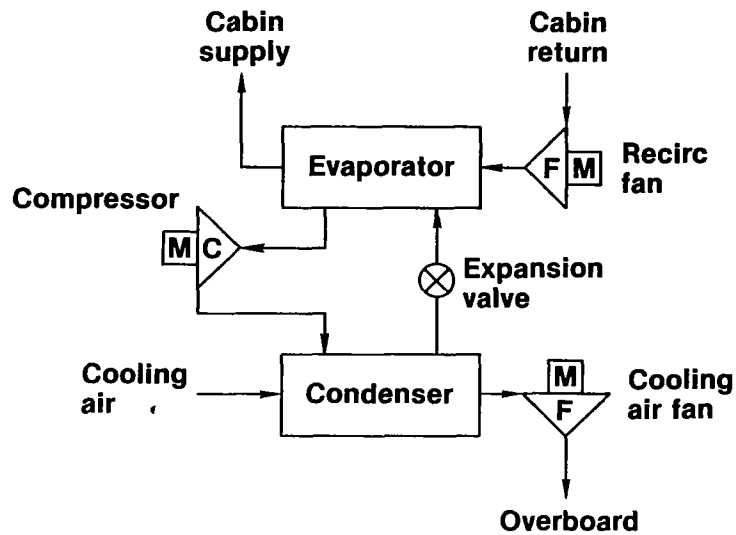 Cabin
supply
Cabin
return
Evaporator
F
M
Recirc
fan
Compressor
M
C
Expansion
valve
Cooling
air
Condenser
M
F
Cooling
air fan
Overboard